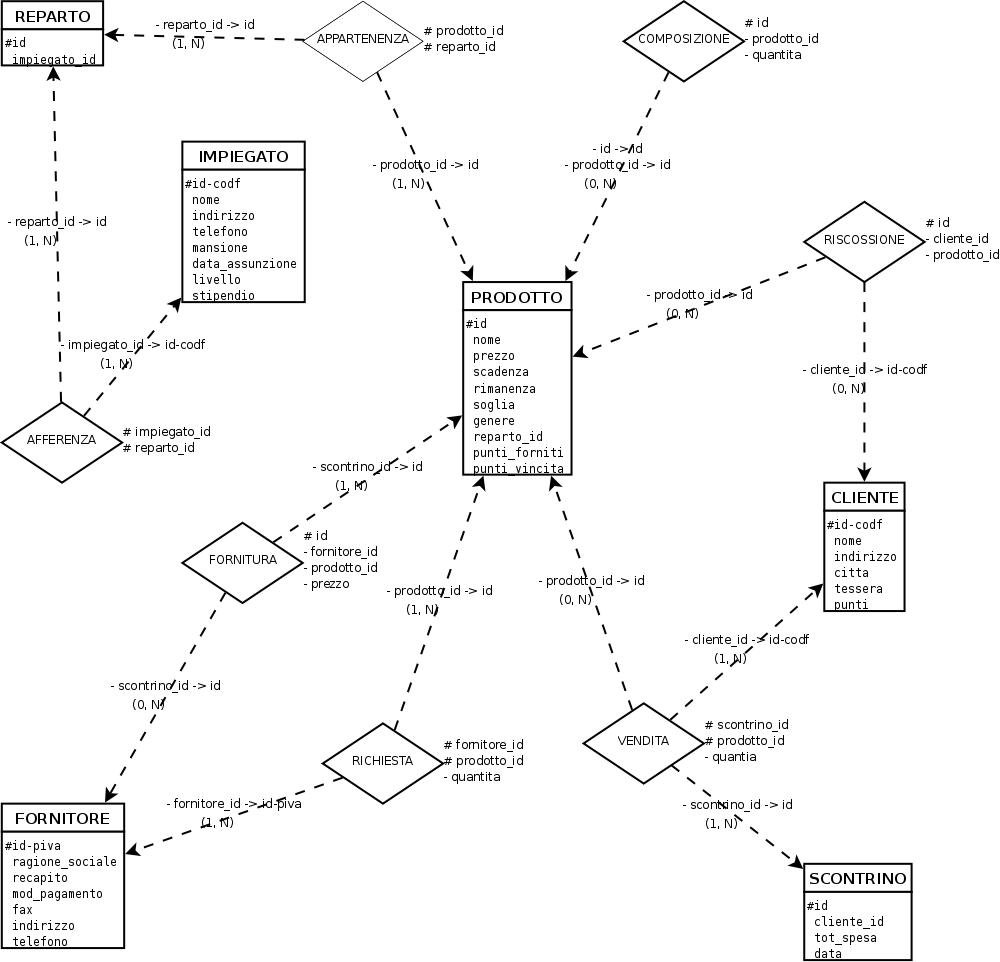 REPARTO
#id
impiegato_id
- reparto_id -> id
(1, N)
APPARTENENZA
# prodotto_id
# reparto_id
COMPOSIZIONE
# id
- prodotto_id
- quantita
IMPIEGATO
#id-codf
nome
indirizzo
telefono
mansione
data_assunzione
livello
stipendio
- prodotto_id -> id
(1, N)
- id -> id
- prodotto_id -> id
(0, N)
- reparto_id -> id
(1, N)
RISCOSSIONE
# id
- cliente_id
- prodotto_id
PRODOTTO
#id
nome
prezzo
scadenza
rimanenza
soglia
genere
reparto_id
punti_forniti
punti_vincita
- prodotto_id -> id
(0, N)
- impiegato_id -> id-codf
(1, N)
- cliente_id -> id-codf
(0, N)
AFFERENZA
# impiegato_id
# reparto_id
- scontrino_id -> id
(1, N)
CLIENTE
#id-codf
nome
indirizzo
citta
tessera
punti
FORNITURA
# id
- fornitore_id
- prodotto_id
- prezzo
- prodotto_id -> id
(1, N)
- prodotto_id -> id
(0, N)
- cliente_id -> id-codf
(1, N)
- scontrino_id -> id
(0, N)
RICHIESTA
# fornitore_id
# prodotto_id
- quantita
VENDITA
# scontrino_id
# prodotto_id
- quantia
- fornitore_id -> id-piva
(1, N)
- scontrino_id -> id
(1, N)
FORNITORE
#id-piva
ragione_sociale
recapito
mod_pagamento
fax
indirizzo
telefono
SCONTRINO
#id
cliente_id
tot_spesa
data